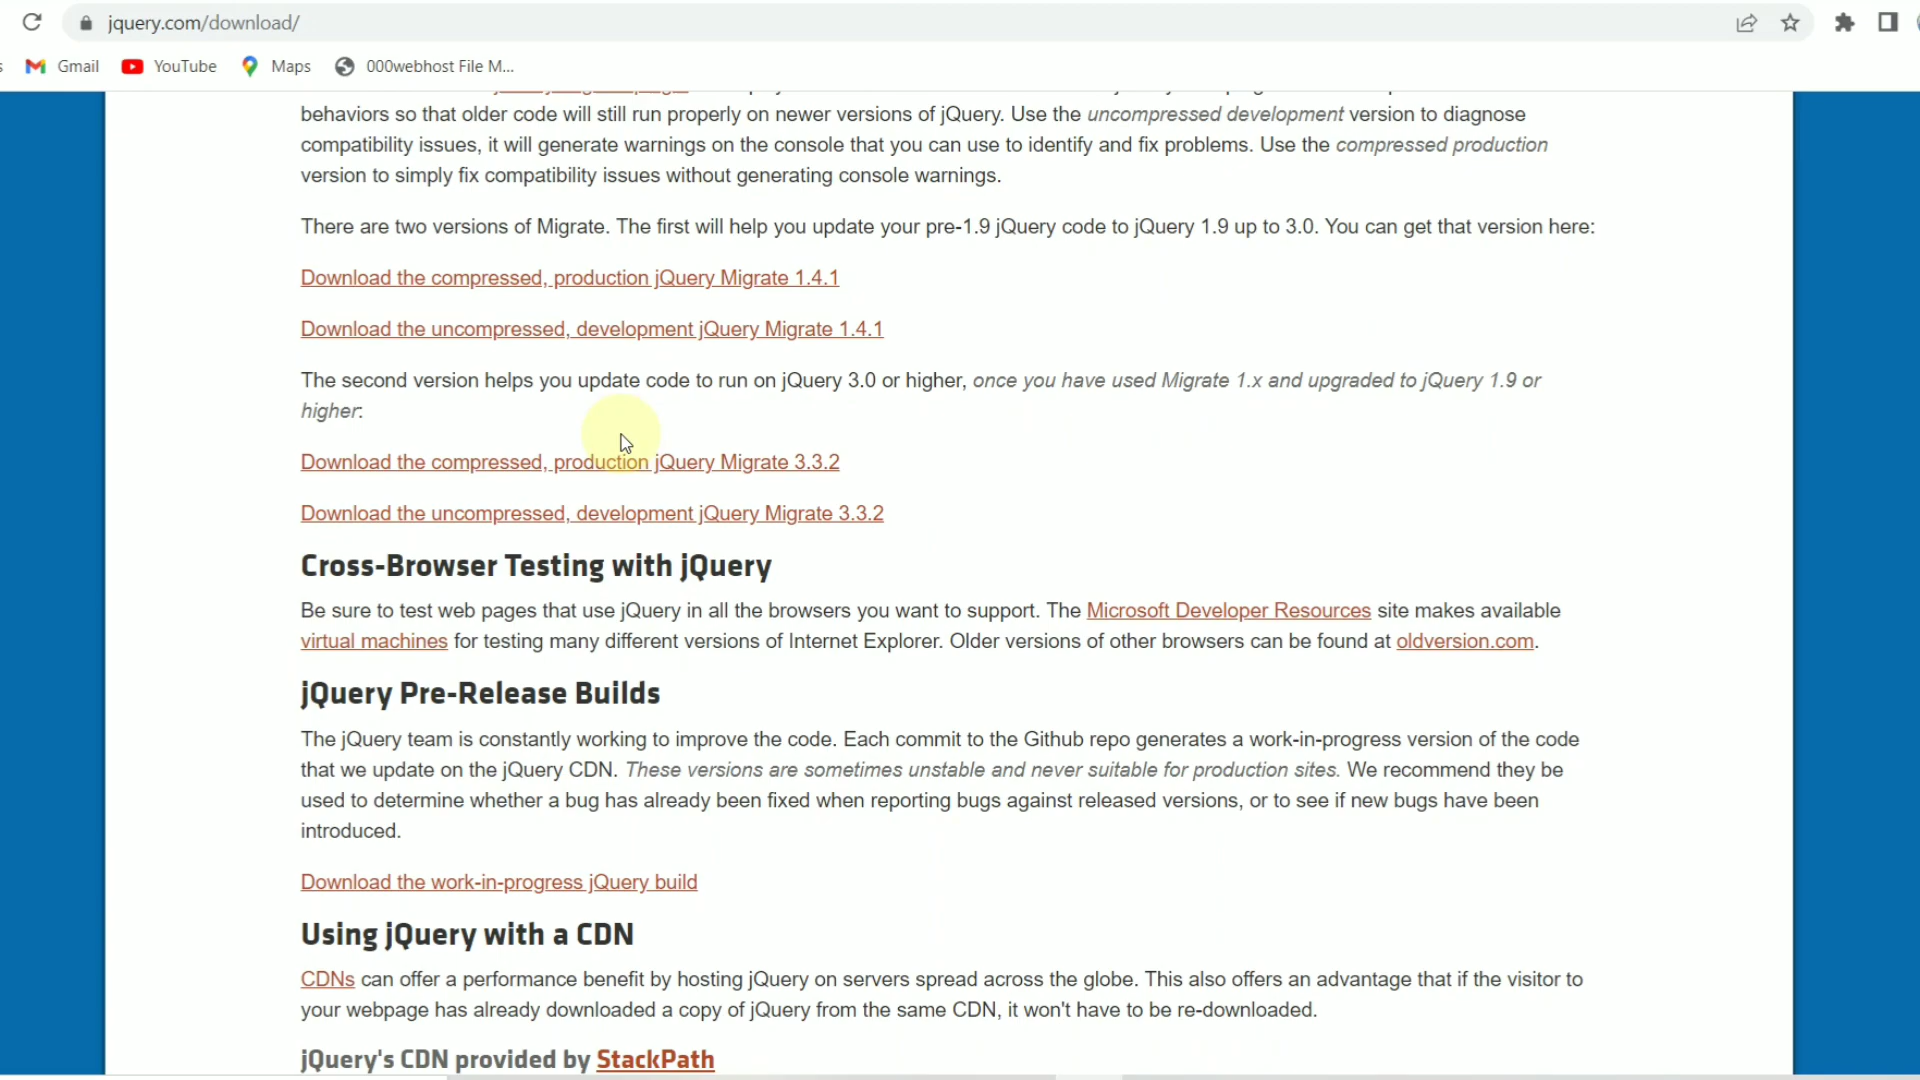 jquery.com/download/
Gmail YouTube Maps 000webhost File M...
behaviors so that older code will still run properly on newer versions of jQuery. Use the uncompressed development version to diagnose
compatibility issues, it will generate warnings on the console that you can use to identify and fix problems. Use the compressed production
version to simply fix compatibility issues without generating console warnings.
There are two versions of Migrate. The first will help you update your pre-1.9 jQuery code to jQuery 1.9 up to 3.0. You can get that version here:
Download the compressed, production jQuery Migrate 1.4.1
Download the uncompressed, development jQuery Migrate 1.4.1
The second version helps you update code to run on jQuery 3.0 or higher, once you have used Migrate 1.x and upgraded to jQuery 1.9 or
higher:
Download the compressed, production jQuery Migrate 3.3.2
Download the uncompressed, development jQuery Migrate 3.3.2
Cross-Browser Testing with jQuery
Be sure to test web pages that use jQuery in all the browsers you want to support. The Microsoft Developer Resources site makes available
virtual machines for testing many different versions of Internet Explorer. Older versions of other browsers can be found at oldversion.com.
jQuery Pre-Release Builds
The jQuery team is constantly working to improve the code. Each commit to the Github repo generates a work-in-progress version of the code
that we update on the jQuery CDN. These versions are sometimes unstable and never suitable for production sites. We recommend they be
used to determine whether a bug has already been fixed when reporting bugs against released versions, or to see if new bugs have been
introduced.
Download the work-in-progress jQuery build
Using jQuery with a CDN
CDNs can offer a performance benefit by hosting jQuery on servers spread across the globe. This also offers an advantage that if the visitor to
your webpage has already downloaded a copy of jQuery from the same CDN, it won't have to be re-downloaded.
jQuery's CDN provided by StackPath